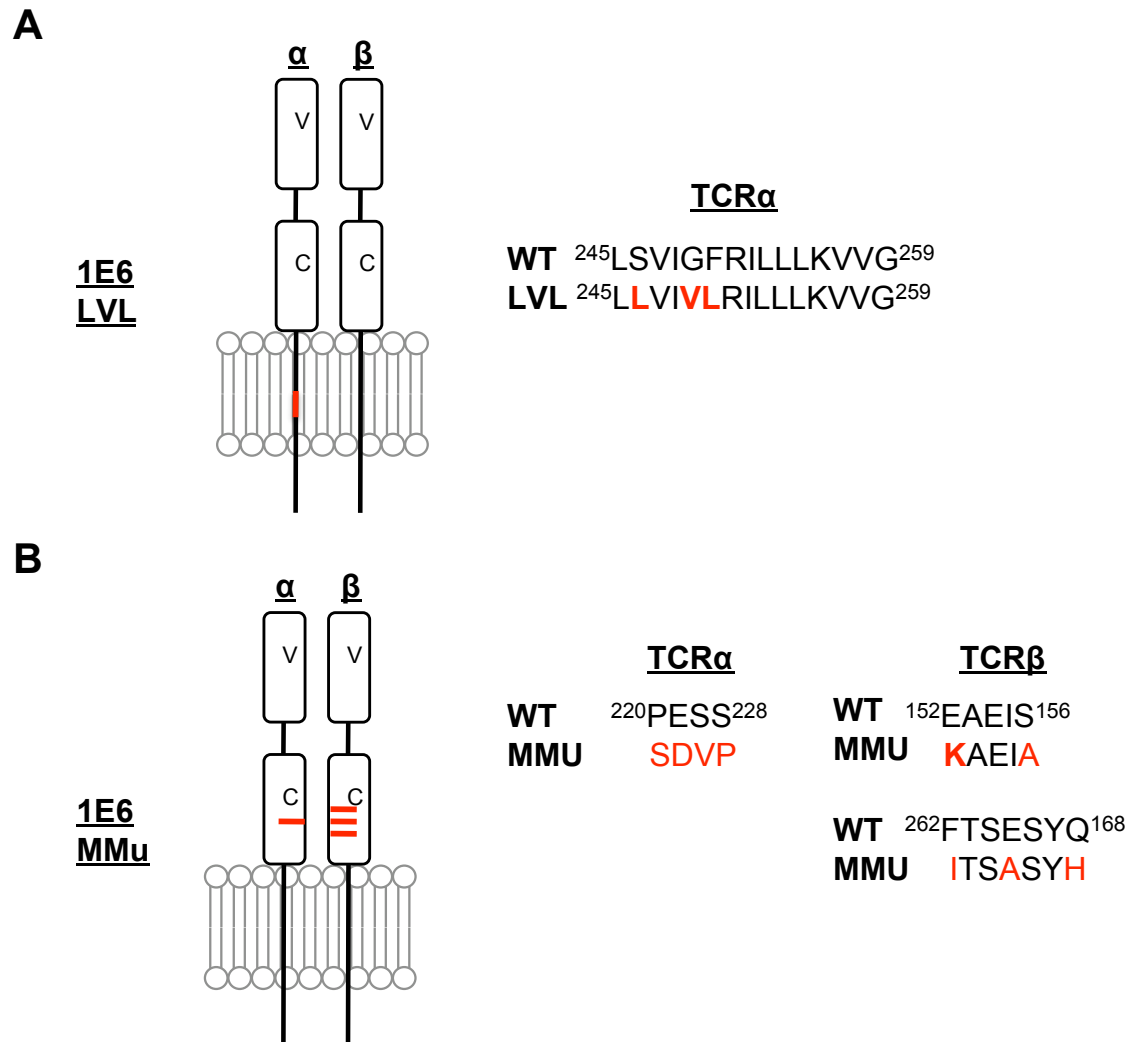 A
α β
V V
C C
1E6
LVL
TCRα
WT 245LSVIGFRILLLKVVG259
LVL 245LLVIVLRILLLKVVG259
B
α β
V V
C C
1E6
MMu
TCRα
WT 220PESS228
MMU SDVP
TCRβ
WT 152EAEIS156
MMU KAEIA
WT 262FTSESYQ168
MMU ITSASYH